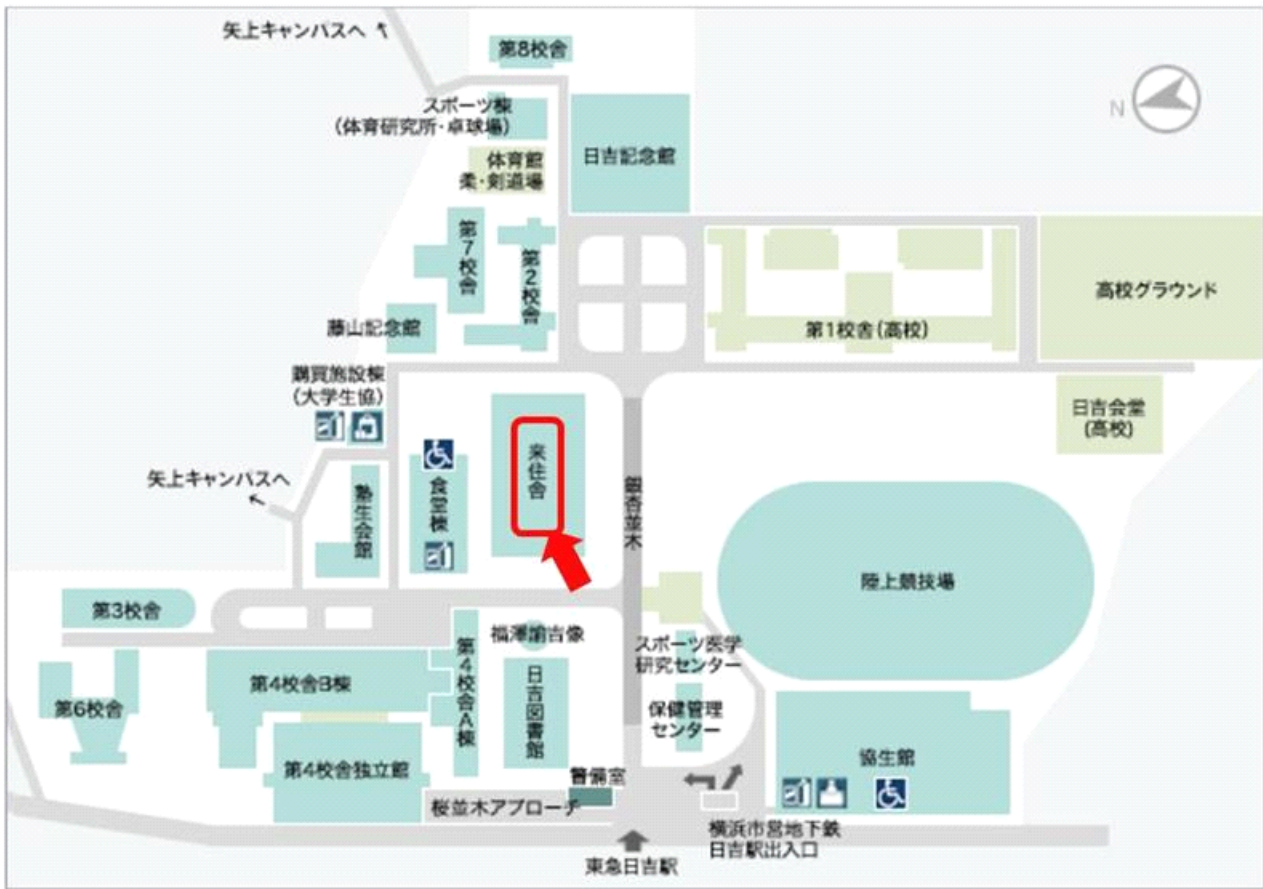 矢上キャンパスへ
第8校舎
スポーツ棟
(体育研究所・卓球場)
N
体育館
柔・剣道場
日吉記念館
第7校舎
第2校舎
高校グラウンド
藤山記念館
第1校舎(高校)
購買施設棟
(大学生協)
日吉会堂
(高校)
来住舎
食堂棟
矢上キャンパスへ
塾生会館
銀杏並木
陸上競技場
第3校舎
福澤諭吉像
スポーツ医学
研究センター
第4校舎A棟
日吉図書館
第4校舎B棟
第6校舎
保健管理
センター
第4校舎独立館
協生館
警備室
桜並木アプローチ
横浜市営地下鉄
日吉駅出入口
東急日吉駅